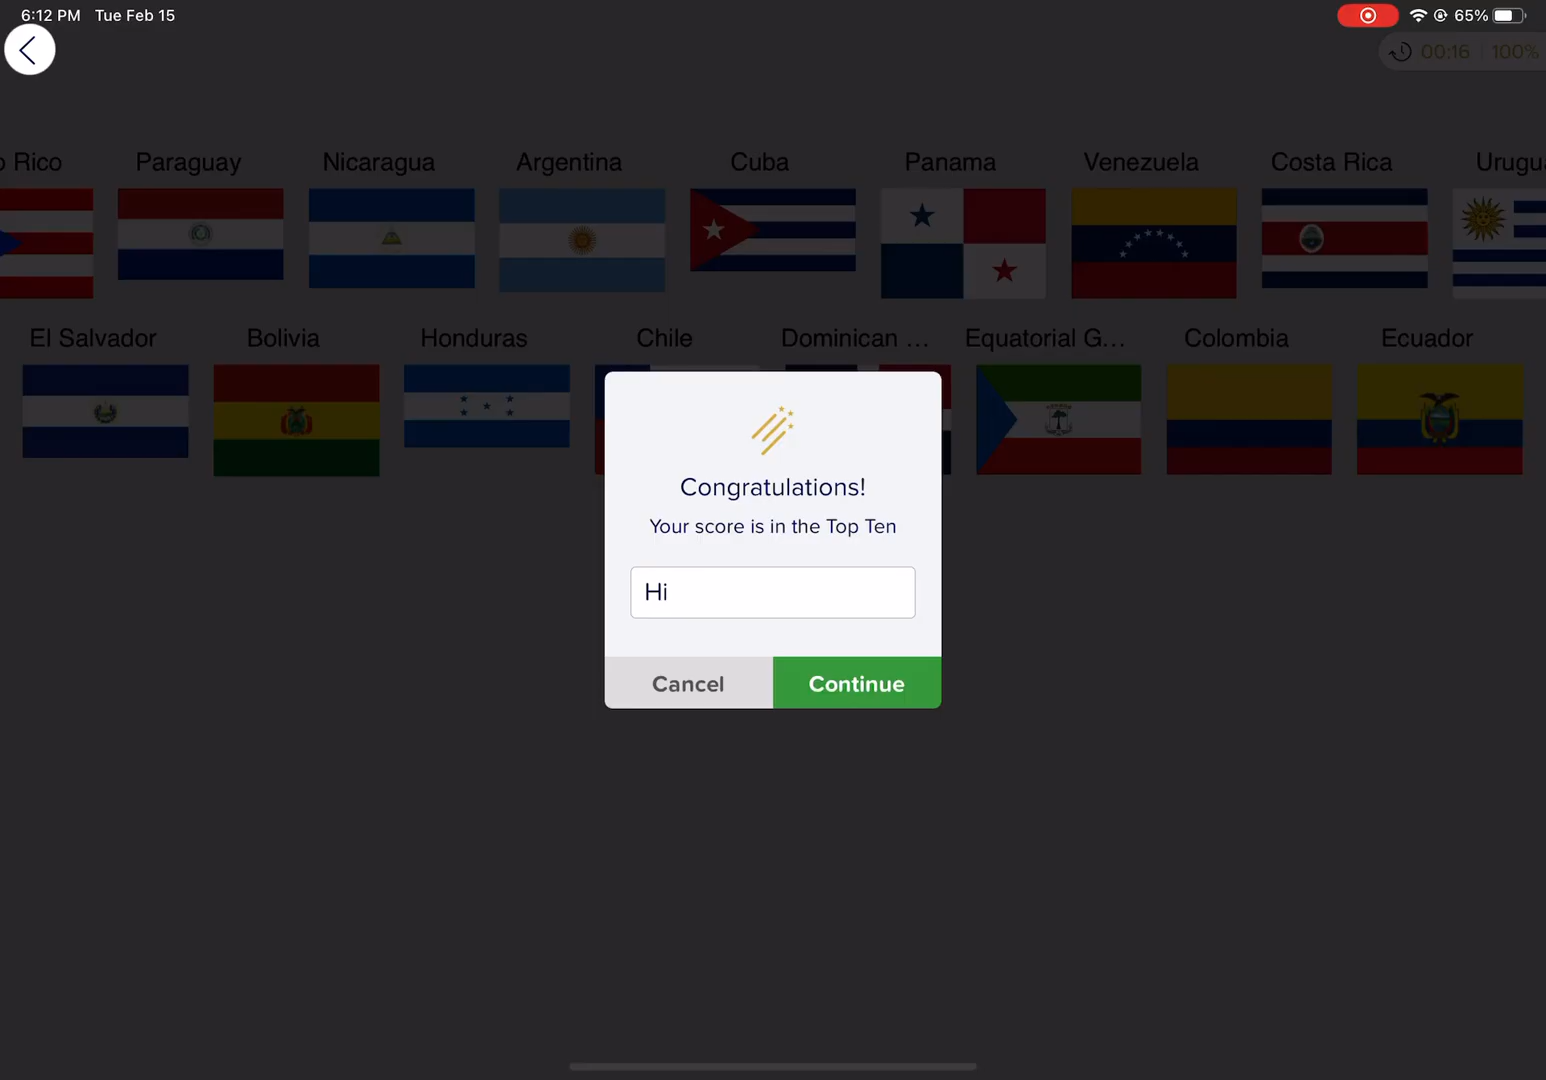 6:12 PM Tue Feb 15
65%
00:16 100%
o Rico Paraguay Nicaragua Argentina Cuba Panama Venezuela Costa Rica Urugu
El Salvador Bolivia Honduras Chile Dominican ... Equatorial G... Colombia Ecuador
Congratulations!
Your score is in the Top Ten
Hi
Cancel Continue